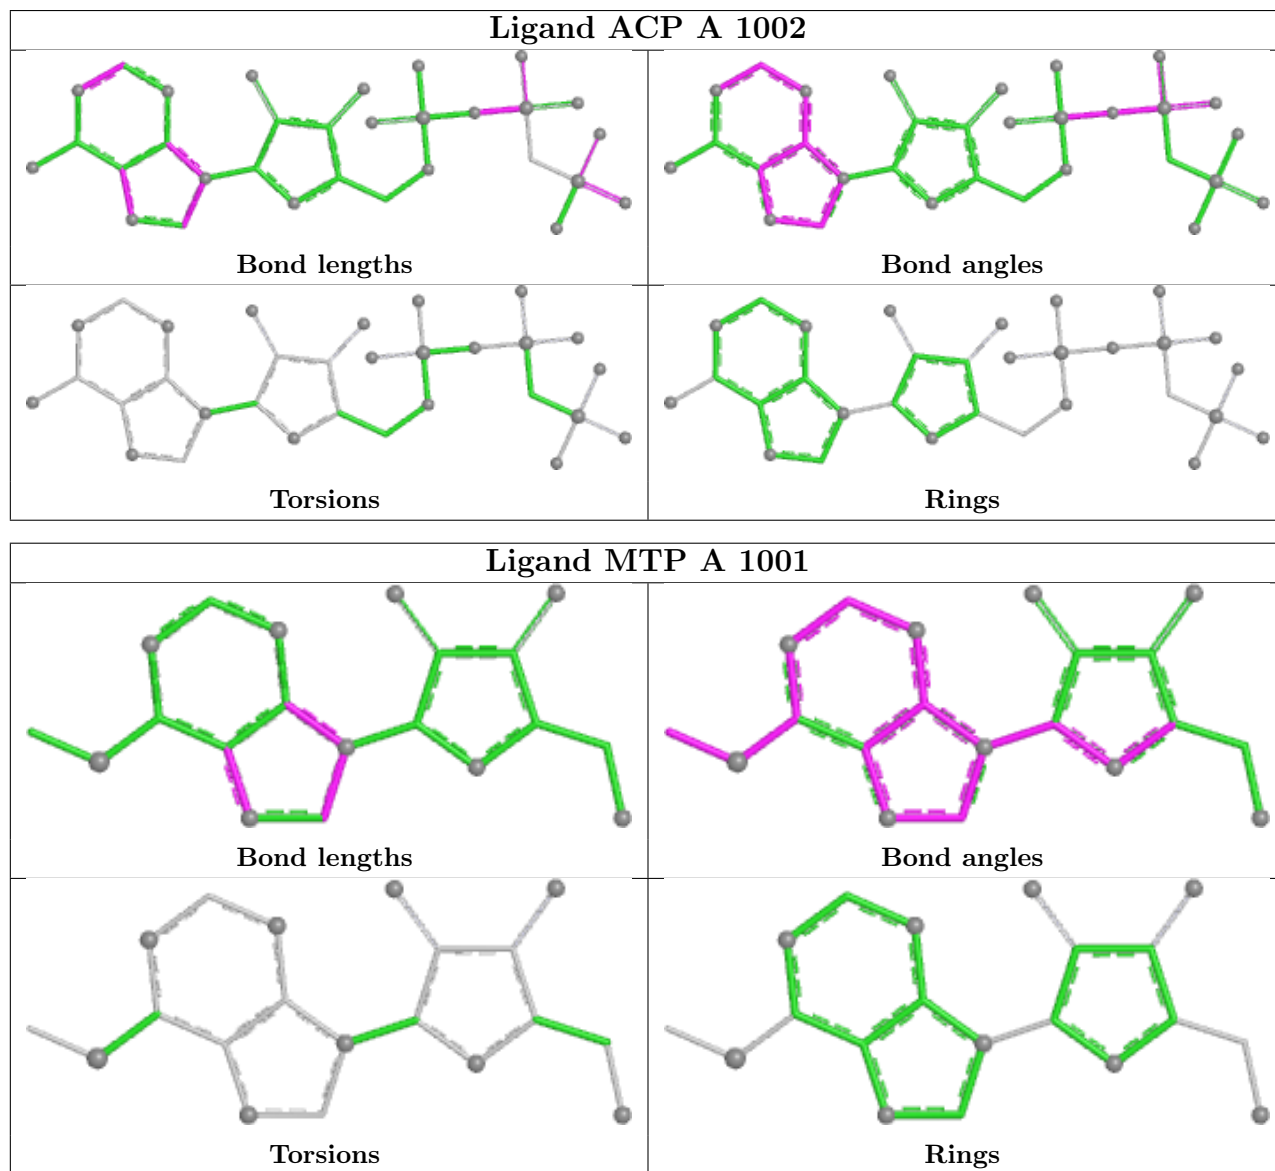 Ligand ACP A 1002
Bond lengths
Bond angles
Torsions
Rings
Ligand MTP A 1001
Bond lengths
Bond angles
Torsions
Rings